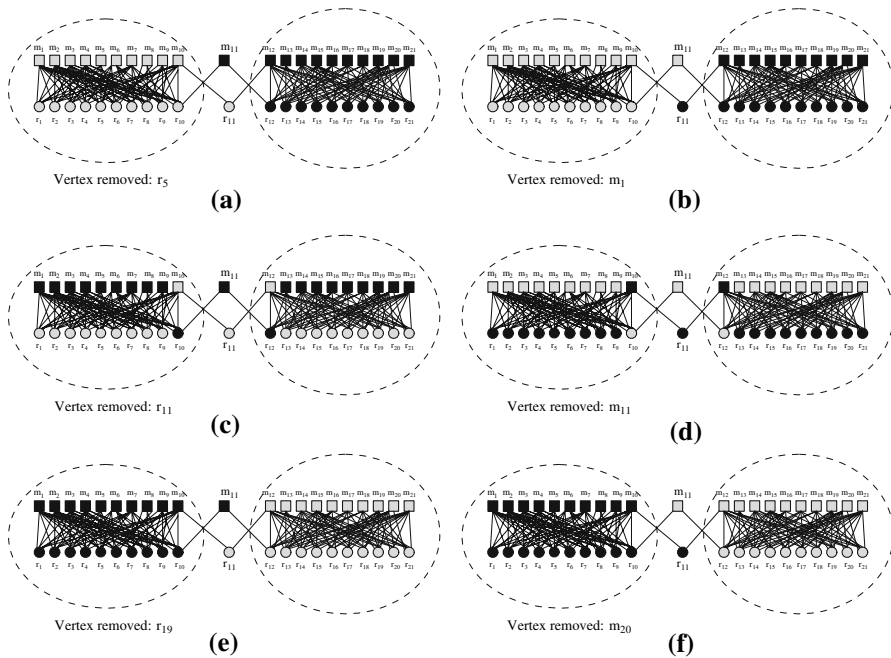 m1 m2 m3 m4 m5 m6 m7 m8 m9 m10 m11 m12 m13 m14 m15 m16 m17 m18 m19 m20 m21
r1 r2 r3 r4 r5 r6 r7 r8 r9 r10 r11 r12 r13 r14 r15 r16 r17 r18 r19 r20 r21
Vertex removed: r5
(a)
m1 m2 m3 m4 m5 m6 m7 m8 m9 m10 m11 m12 m13 m14 m15 m16 m17 m18 m19 m20 m21
r1 r2 r3 r4 r5 r6 r7 r8 r9 r10 r11 r12 r13 r14 r15 r16 r17 r18 r19 r20 r21
Vertex removed: m1
(b)
m1 m2 m3 m4 m5 m6 m7 m8 m9 m10 m11 m12 m13 m14 m15 m16 m17 m18 m19 m20 m21
r1 r2 r3 r4 r5 r6 r7 r8 r9 r10 r11 r12 r13 r14 r15 r16 r17 r18 r19 r20 r21
Vertex removed: r11
(c)
m1 m2 m3 m4 m5 m6 m7 m8 m9 m10 m11 m12 m13 m14 m15 m16 m17 m18 m19 m20 m21
r1 r2 r3 r4 r5 r6 r7 r8 r9 r10 r11 r12 r13 r14 r15 r16 r17 r18 r19 r20 r21
Vertex removed: m11
(d)
m1 m2 m3 m4 m5 m6 m7 m8 m9 m10 m11 m12 m13 m14 m15 m16 m17 m18 m19 m20 m21
r1 r2 r3 r4 r5 r6 r7 r8 r9 r10 r11 r12 r13 r14 r15 r16 r17 r18 r19 r20 r21
Vertex removed: r19
(e)
m1 m2 m3 m4 m5 m6 m7 m8 m9 m10 m11 m12 m13 m14 m15 m16 m17 m18 m19 m20 m21
r1 r2 r3 r4 r5 r6 r7 r8 r9 r10 r11 r12 r13 r14 r15 r16 r17 r18 r19 r20 r21
Vertex removed: m20
(f)